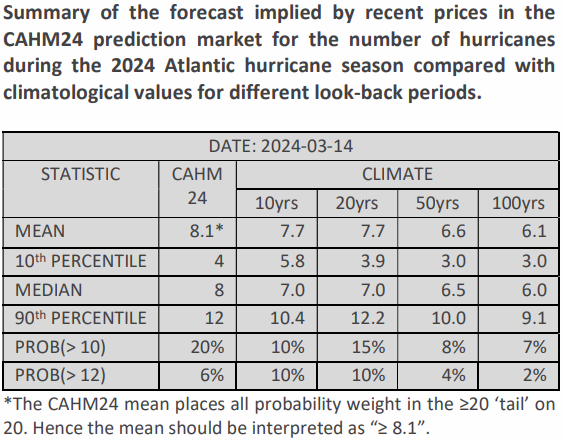 Summary of the forecast implied by recent prices in the
CAHM24 prediction market for the number of hurricanes
during the 2024 Atlantic hurricane season compared with
climatological values for different look-back periods.
DATE: 2024-03-14
STATISTIC CAHM 24 CLIMATE
10yrs 20yrs 50yrs 100yrs
MEAN 8.1* 7.7 7.7 6.6 6.1
10th PERCENTILE 4 5.8 3.9 3.0 3.0
MEDIAN 8 7.0 7.0 6.5 6.0
90th PERCENTILE 12 10.4 12.2 10.0 9.1
PROB(> 10) 20% 10% 15% 8% 7%
PROB(> 12) 6% 10% 10% 4% 2%
*The CAHM24 mean places all probability weight in the ≥20 ‘tail’ on
20. Hence the mean should be interpreted as “≥ 8.1”.